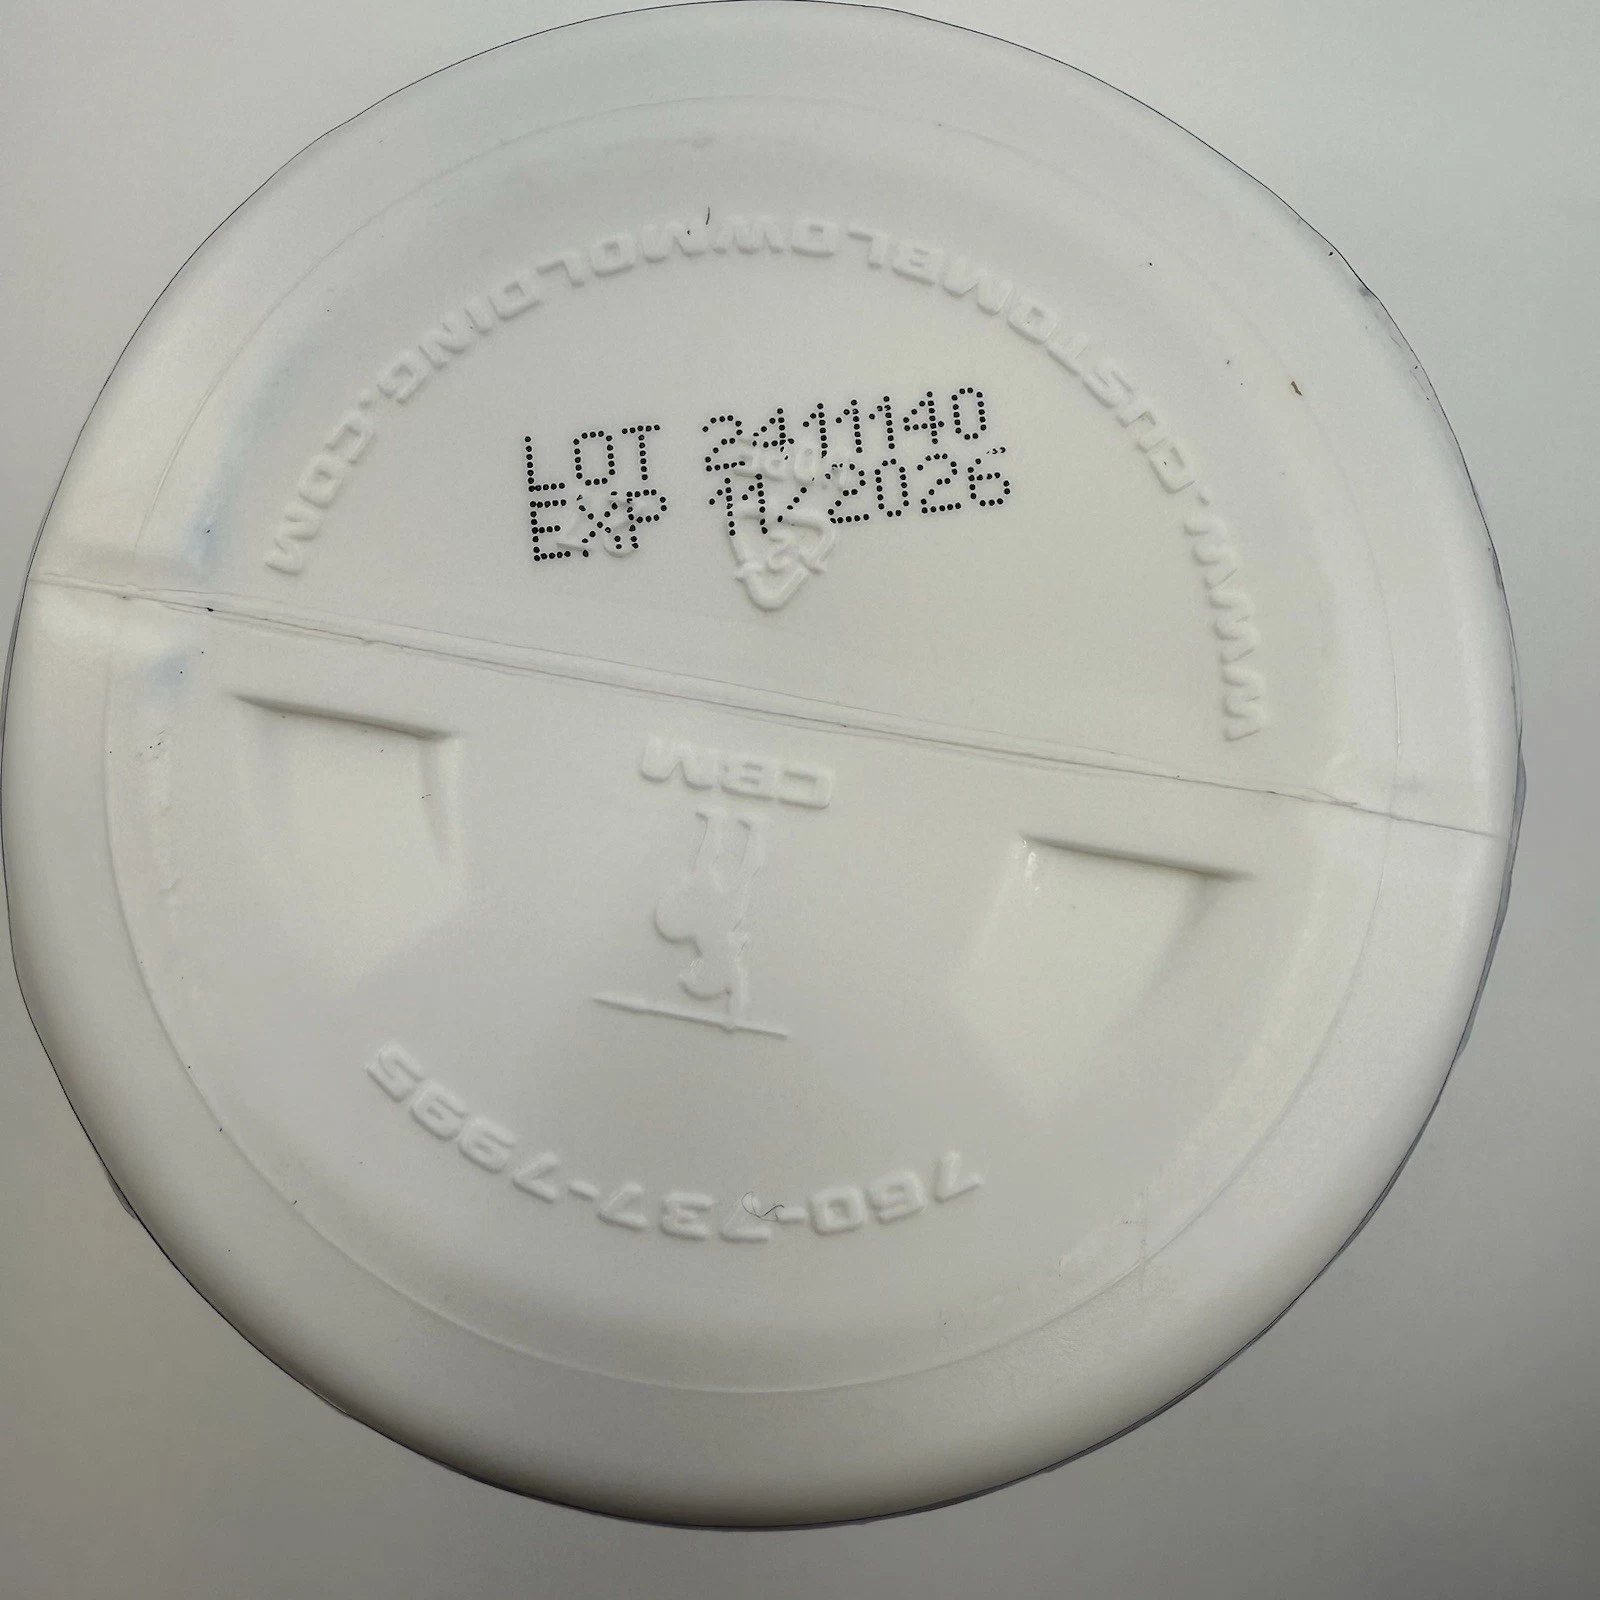 WWW.CUSTOMBLOWMOLDING.COM
LOT 2411140
EXP 11/2026
CBM
760-737-7995